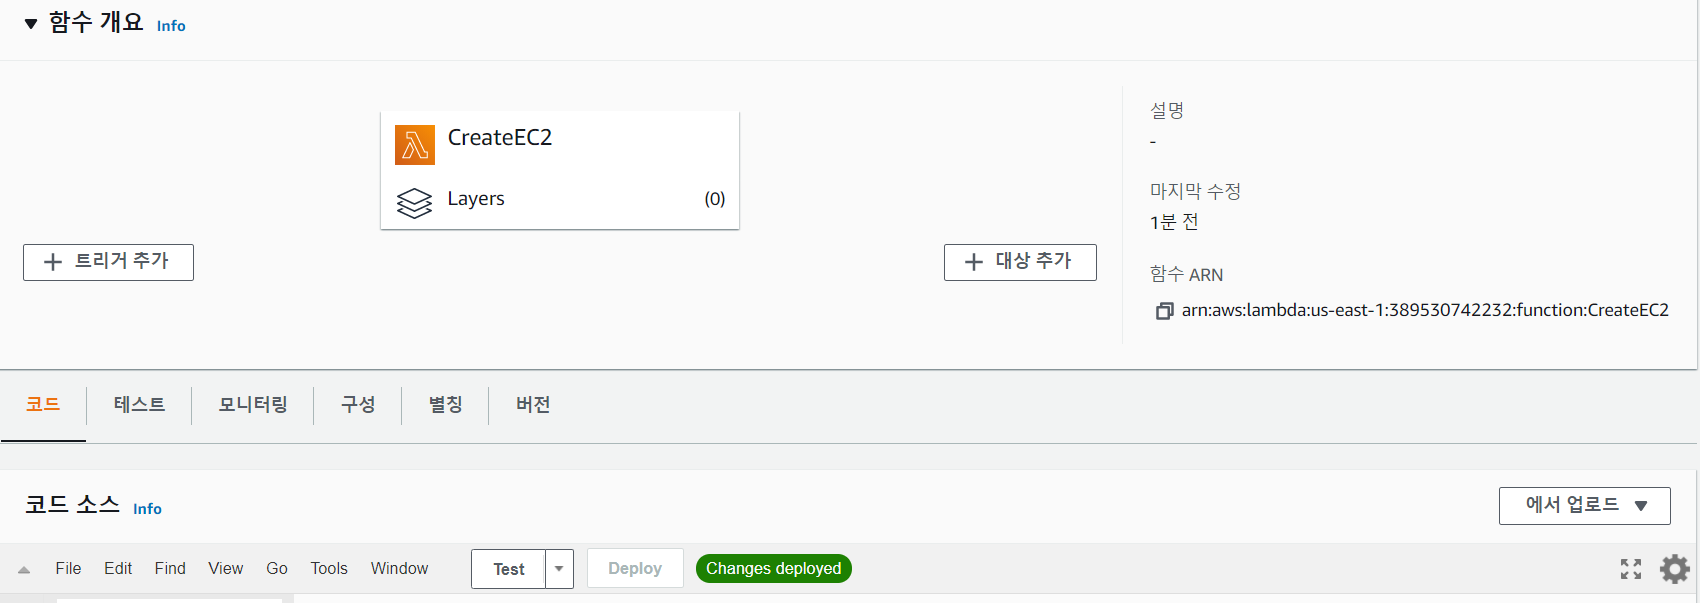 함수 개요 Info
CreateEC2
Layers (0)
트리거 추가
대상 추가
설명
-
마지막 수정
1분 전
함수 ARN
arn:aws:lambda:us-east-1:389530742232:function:CreateEC2
코드 테스트 모니터링 구성 별칭 버전
코드 소스 Info
에서 업로드
File Edit Find View Go Tools Window Test Deploy Changes deployed